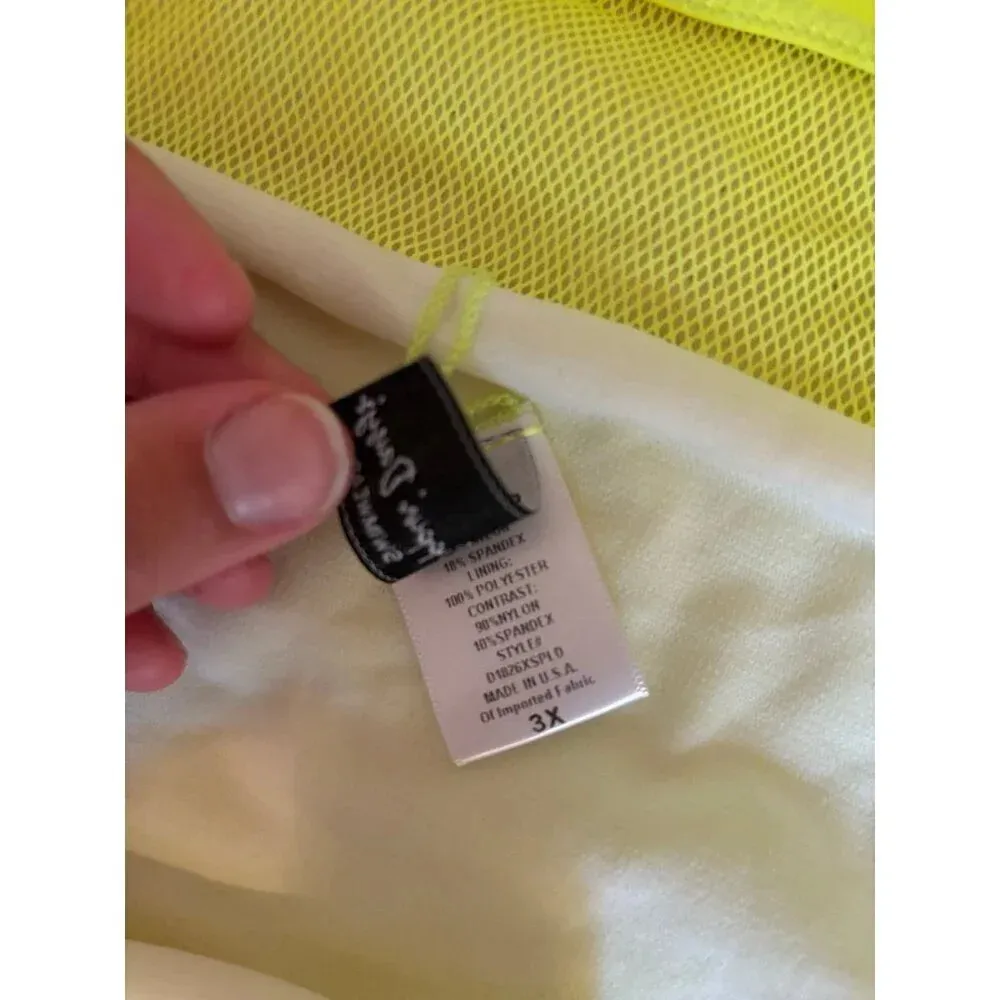 18% SPANDEX
LINING:
100% POLYESTER
CONTRAST:
90%NYLON
10%SPANDEX
STYLE#
D1826XSPLD
MADE IN U.S.A.
Of Imported Fabric
3X